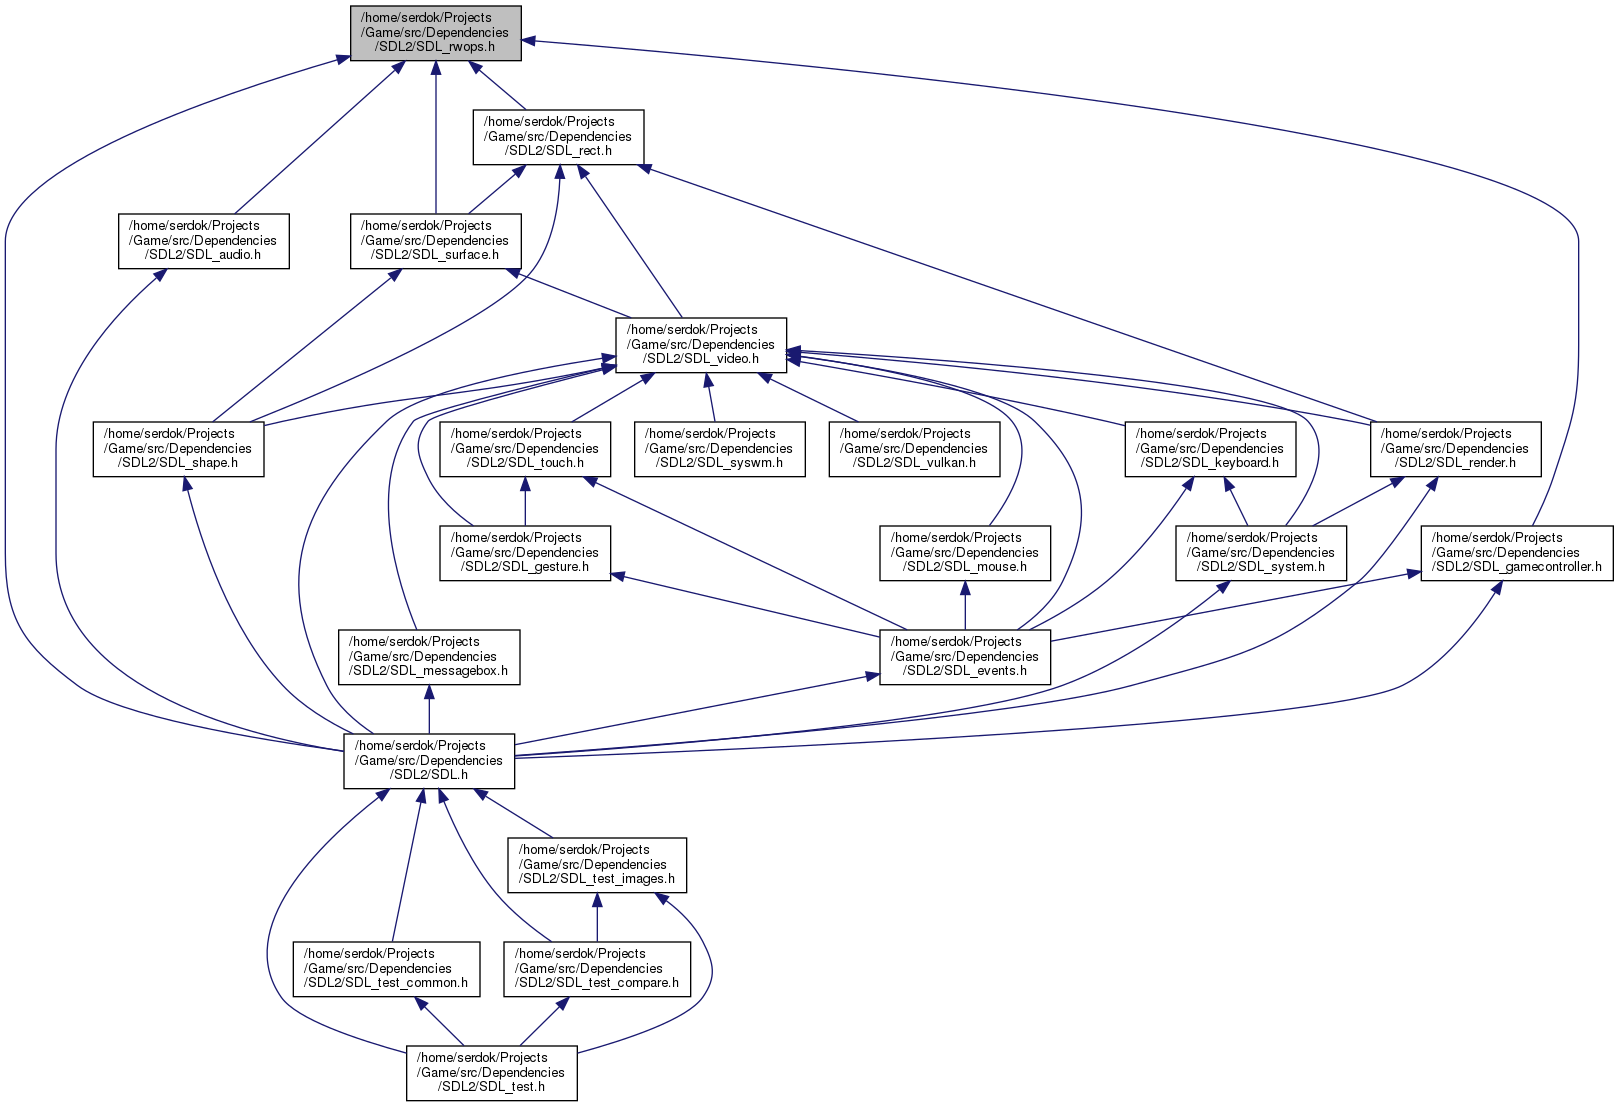 /home/serdok/Projects
/Game/src/Dependencies
/SDL2/SDL_rwops.h
/home/serdok/Projects
/Game/src/Dependencies
/SDL2/SDL_rect.h
/home/serdok/Projects
/Game/src/Dependencies
/SDL2/SDL_audio.h
/home/serdok/Projects
/Game/src/Dependencies
/SDL2/SDL_surface.h
/home/serdok/Projects
/Game/src/Dependencies
/SDL2/SDL_video.h
/home/serdok/Projects
/Game/src/Dependencies
/SDL2/SDL_shape.h
/home/serdok/Projects
/Game/src/Dependencies
/SDL2/SDL_touch.h
/home/serdok/Projects
/Game/src/Dependencies
/SDL2/SDL_syswm.h
/home/serdok/Projects
/Game/src/Dependencies
/SDL2/SDL_vulkan.h
/home/serdok/Projects
/Game/src/Dependencies
/SDL2/SDL_keyboard.h
/home/serdok/Projects
/Game/src/Dependencies
/SDL2/SDL_render.h
/home/serdok/Projects
/Game/src/Dependencies
/SDL2/SDL_gesture.h
/home/serdok/Projects
/Game/src/Dependencies
/SDL2/SDL_mouse.h
/home/serdok/Projects
/Game/src/Dependencies
/SDL2/SDL_system.h
/home/serdok/Projects
/Game/src/Dependencies
/SDL2/SDL_gamecontroller.h
/home/serdok/Projects
/Game/src/Dependencies
/SDL2/SDL_messagebox.h
/home/serdok/Projects
/Game/src/Dependencies
/SDL2/SDL_events.h
/home/serdok/Projects
/Game/src/Dependencies
/SDL2/SDL.h
/home/serdok/Projects
/Game/src/Dependencies
/SDL2/SDL_test_images.h
/home/serdok/Projects
/Game/src/Dependencies
/SDL2/SDL_test_common.h
/home/serdok/Projects
/Game/src/Dependencies
/SDL2/SDL_test_compare.h
/home/serdok/Projects
/Game/src/Dependencies
/SDL2/SDL_test.h